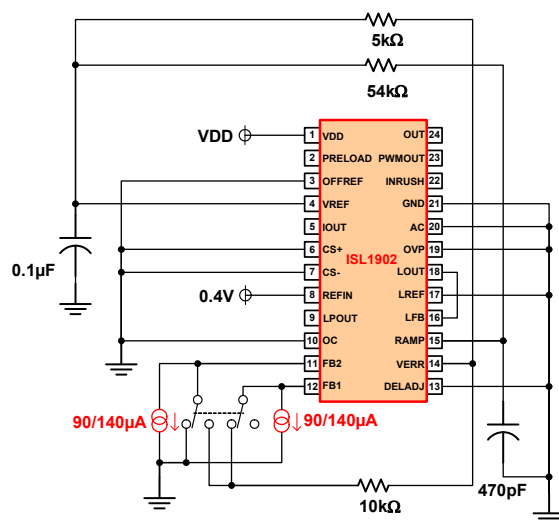 5kΩ
54kΩ
VDD
1 VDD OUT 24
2 PRELOAD PWMOUT 23
3 OFFREF INRUSH 22
4 VREF GND 21
5 IOUT AC 20
6 CS+ OVP 19
ISL1902
7 CS- LOUT 18
0.1µF
0.4V
8 REFIN LREF 17
9 LPOUT LFB 16
10 OC RAMP 15
11 FB2 VERR 14
12 FB1 DELADJ 13
90/140µA
90/140µA
10kΩ
470pF